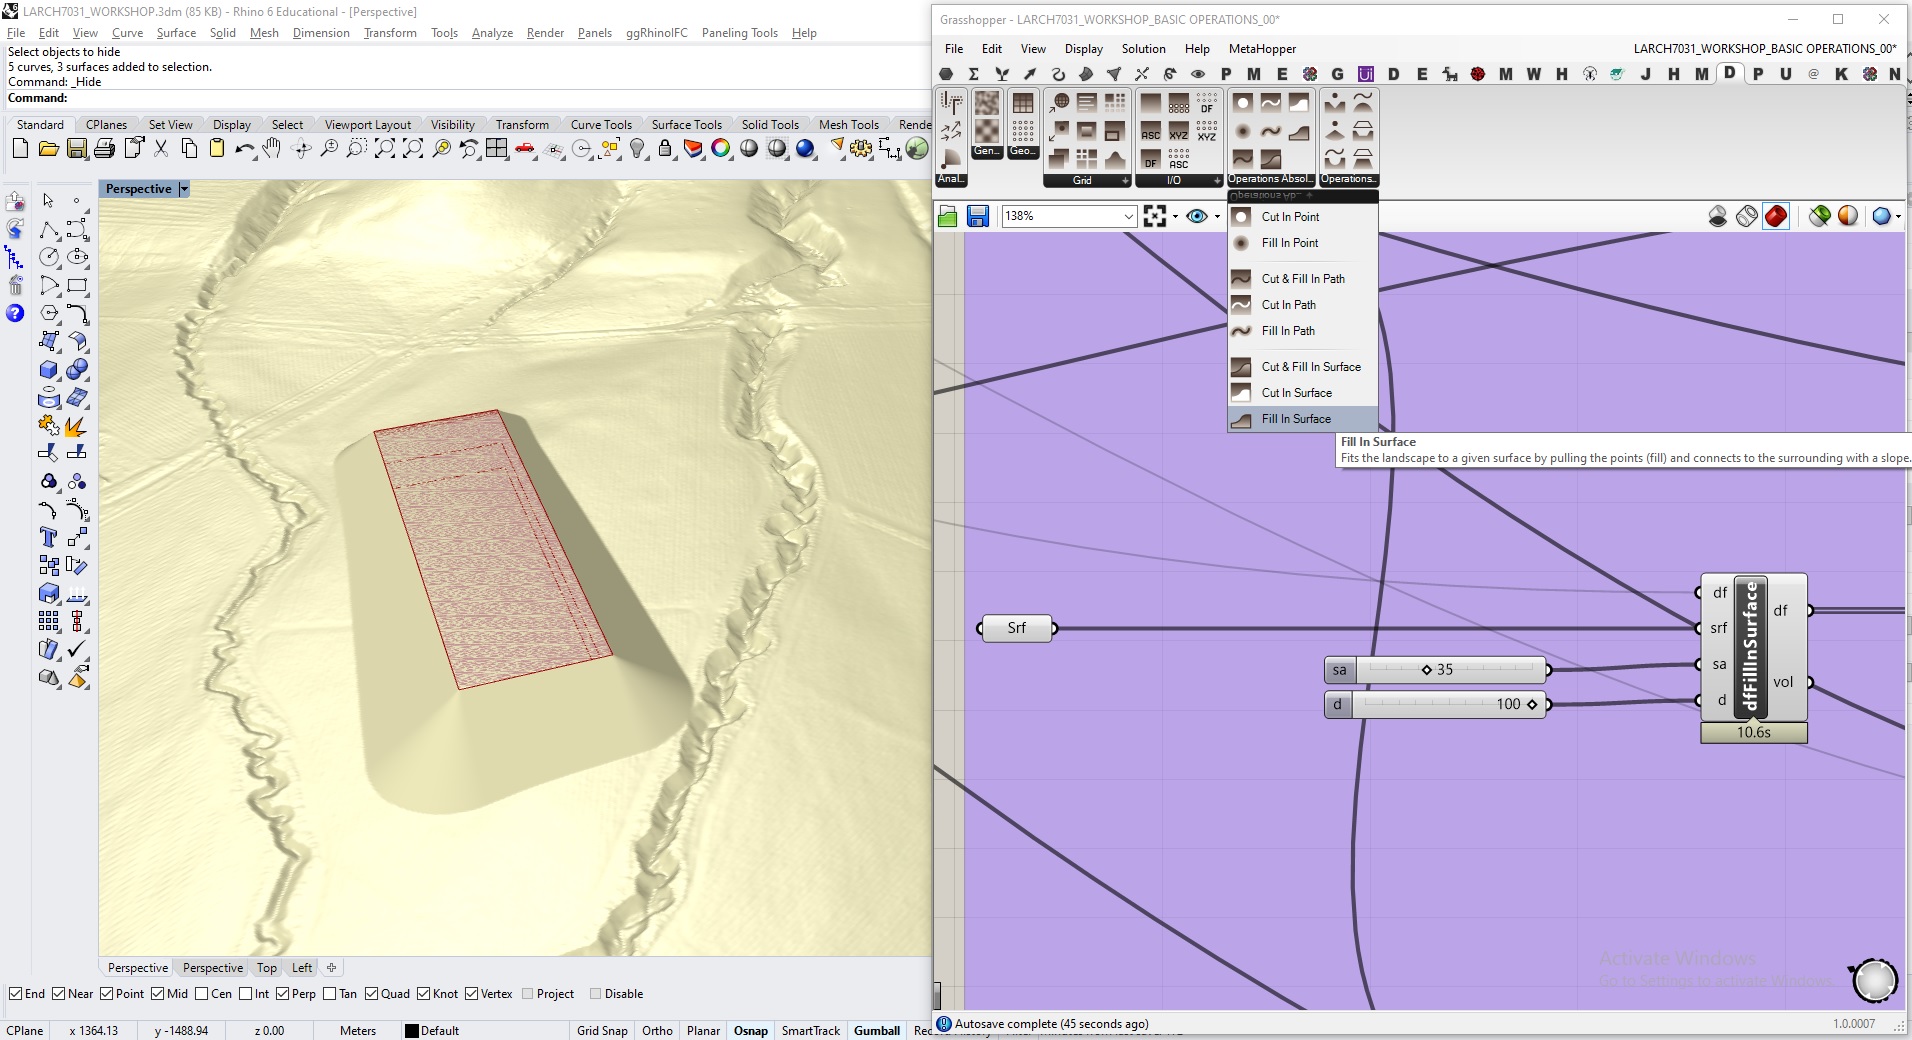 LARCH7031_WORKSHOP.3dm (85 KB) - Rhino 6 Educational - [Perspective]
File Edit View Curve Surface Solid Mesh Dimension Transform Tools Analyze Render Panels ggRhinoIFC Paneling Tools Help
Select objects to hide
5 curves, 3 surfaces added to selection.
Command: _Hide
Command:
Standard CPlanes Set View Display Select Viewport Layout Visibility Transform Curve Tools Surface Tools Solid Tools Mesh Tools Rende
Perspective
Perspective Perspective Top Left
End Near Point Mid Cen Int Perp Tan Quad Knot Vertex Project Disable
CPlane x 1364.13 y -1488.94 z 0.00 Meters Default Grid Snap Ortho Planar Osnap SmartTrack Gumball
Grasshopper - LARCH7031_WORKSHOP_BASIC OPERATIONS_00*
File Edit View Display Solution Help MetaHopper LARCH7031_WORKSHOP_BASIC OPERATIONS_00*
P M E G Ui D E M W H J H M D P U @ K N
DF
ASC XYZ XYZ
DF ASC
Anal.. Gen.. Geo.. Grid I/O Operations Absol.. Operations..
138%
Cut In Point
Fill In Point
Cut & Fill In Path
Cut In Path
Fill In Path
Cut & Fill In Surface
Cut In Surface
Fill In Surface
Fill In Surface
Fits the landscape to a given surface by pulling the points (fill) and connects to the surrounding with a slope.
Srf
sa 35
d 100
df
srf
sa
d
dfFillInSurface
df
vol
10.6s
Activate Windows
Go to Settings to activate Windows.
Autosave complete (45 seconds ago)
1.0.0007